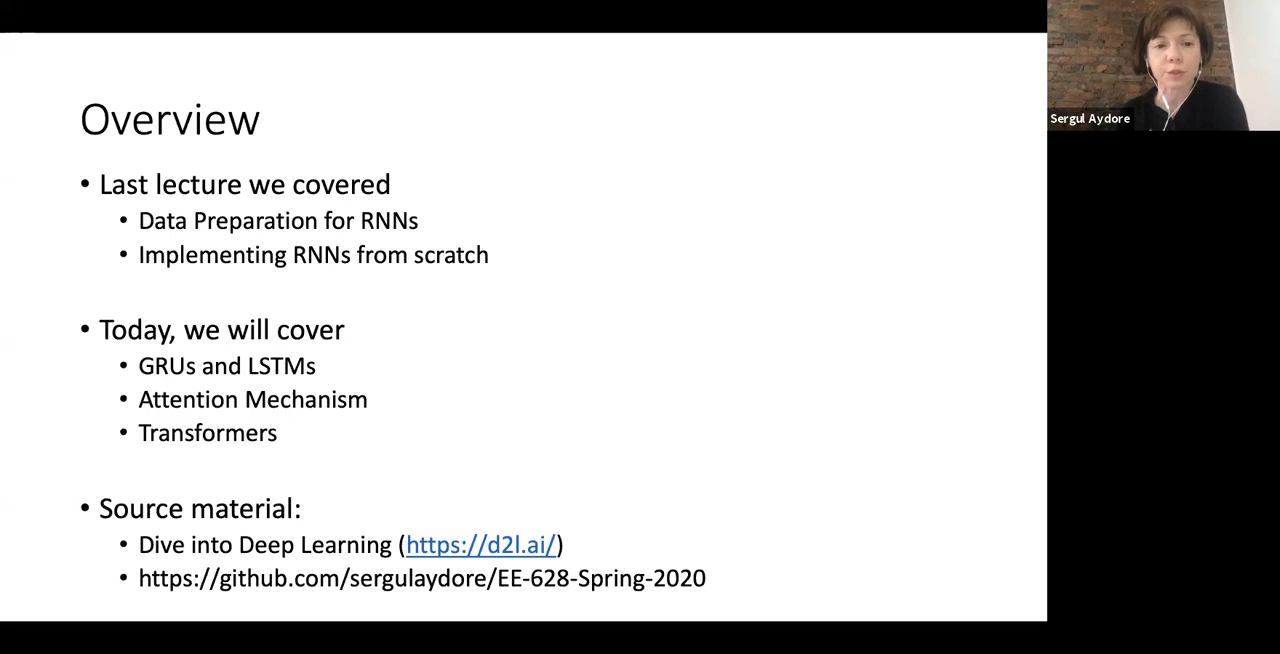 Overview
• Last lecture we covered
• Data Preparation for RNNs
• Implementing RNNs from scratch
• Today, we will cover
• GRUs and LSTMs
• Attention Mechanism
• Transformers
• Source material:
• Dive into Deep Learning (https://d2l.ai/)
• https://github.com/sergulaydore/EE-628-Spring-2020
Sergul Aydore